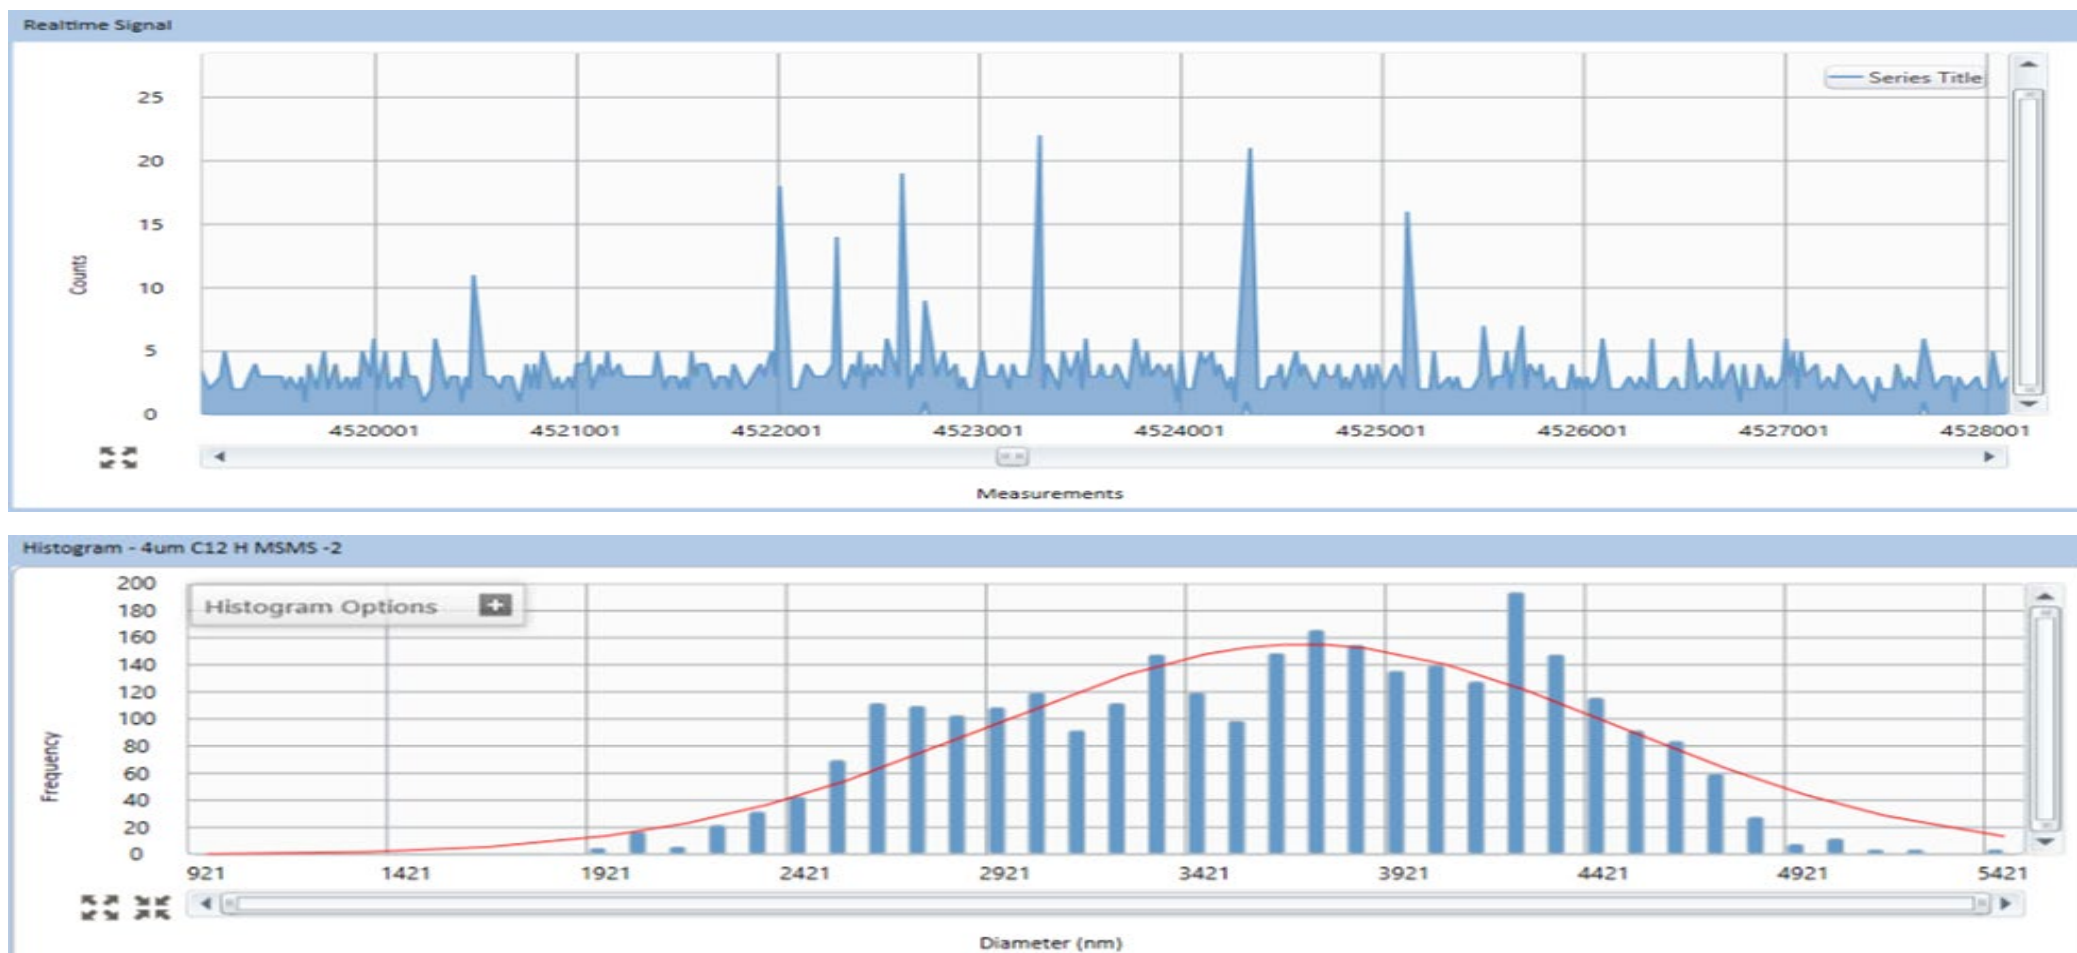 Realtime Signal
Series Title
25
20
15
10
5
0
Counts
4520001 4521001 4522001 4523001 4524001 4525001 4526001 4527001 4528001
Measurements
Histogram - 4um C12 H MSMS -2
Histogram Options
200
180
160
140
120
100
80
60
40
20
0
Frequency
921 1421 1921 2421 2921 3421 3921 4421 4921 5421
Diameter (nm)